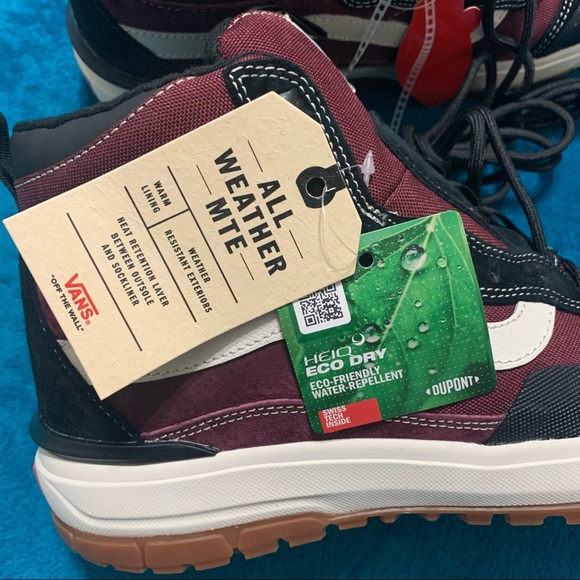 ALL
WEATHER
MTE
WARM
LINING
WEATHER
RESISTANT EXTERIORS
HEAT RETENTION LAYER
BETWEEN OUTSOLE
AND SOCKLINER
VANS®
"OFF THE WALL"
HEIQ
ECO DRY
ECO-FRIENDLY
WATER-REPELLENT
SWISS
TECH
INSIDE
DUPONT